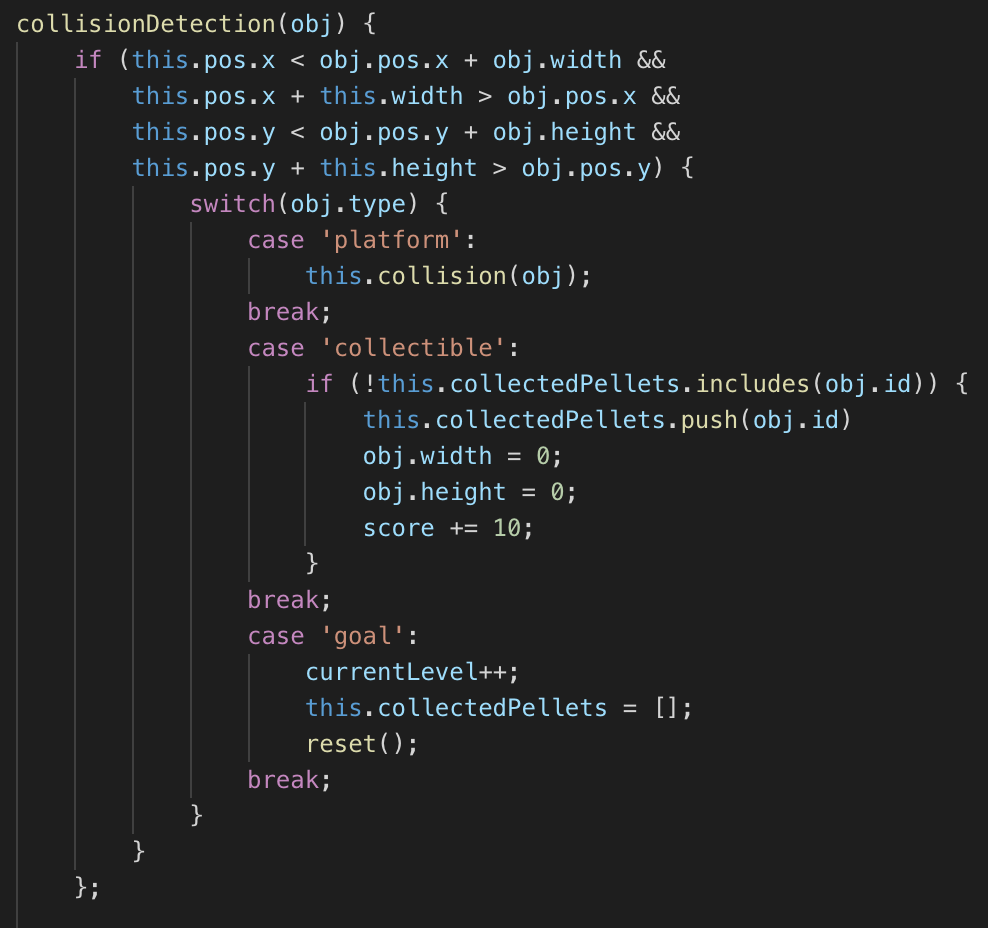 collisionDetection(obj) {
    if (this.pos.x < obj.pos.x + obj.width &&
        this.pos.x + this.width > obj.pos.x &&
        this.pos.y < obj.pos.y + obj.height &&
        this.pos.y + this.height > obj.pos.y) {
            switch(obj.type) {
                case 'platform':
                    this.collision(obj);
                break;
                case 'collectible':
                    if (!this.collectedPellets.includes(obj.id)) {
                        this.collectedPellets.push(obj.id)
                        obj.width = 0;
                        obj.height = 0;
                        score += 10;
                    }
                break;
                case 'goal':
                    currentLevel++;
                    this.collectedPellets = [];
                    reset();
                break;
            }
        }
    };